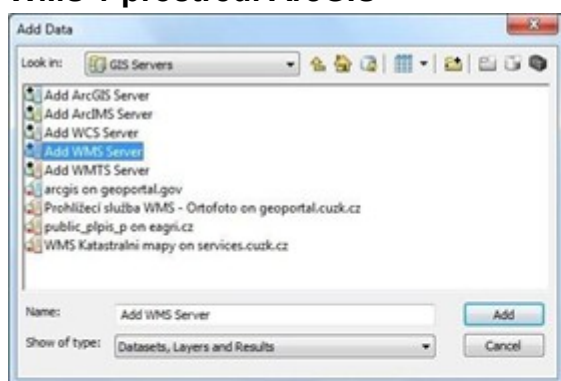 WMS v prostředí ArcGIS
Add Data
Look in: GIS Servers
Add ArcGIS Server
Add ArcIMS Server
Add WCS Server
Add WMS Server
Add WMTS Server
arcgis on geoportal.gov
Prohlížecí služba WMS - Ortofoto on geoportal.cuzk.cz
public_plpis_p on eagri.cz
WMS Katastralni mapy on services.cuzk.cz
Name: Add WMS Server Add
Show of type: Datasets, Layers and Results Cancel